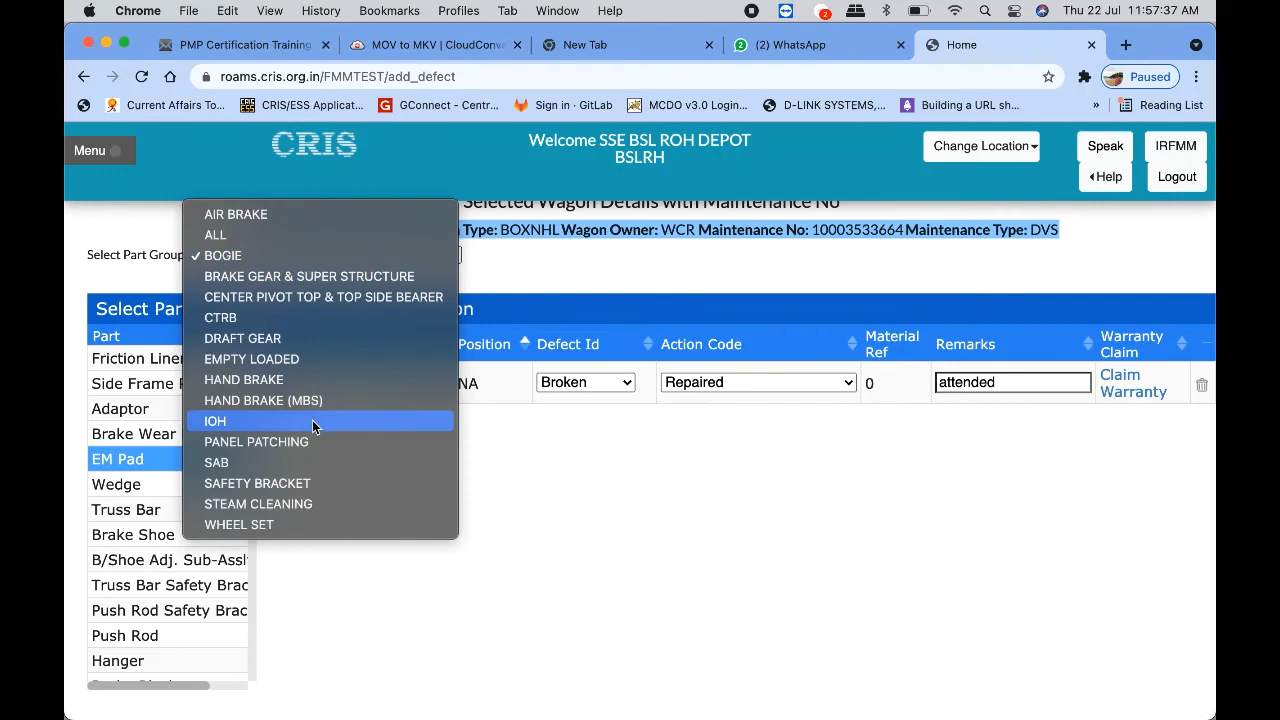 Chrome File Edit View History Bookmarks Profiles Tab Window Help 2 Thu 22 Jul 11:57:37 AM
PMP Certification Training MOV to MKV | CloudConve New Tab 2 (2) WhatsApp Home
roams.cris.org.in/FMMTEST/add_defect Paused
Current Affairs To... CRIS/ESS Applicat... GConnect – Centr... Sign in · GitLab MCDO v3.0 Login... D-LINK SYSTEMS,... Building a URL sh... » Reading List
Menu
CRIS
Welcome SSE BSL ROH DEPOT
BSLRH
Change Location
Speak
IRFMM
Help
Logout
Selected Wagon Details with Maintenance No
Type: BOXNHL Wagon Owner: WCR Maintenance No: 10003533664 Maintenance Type: DVS
Select Part Group
AIR BRAKE
ALL
✓ BOGIE
BRAKE GEAR & SUPER STRUCTURE
CENTER PIVOT TOP & TOP SIDE BEARER
CTRB
DRAFT GEAR
EMPTY LOADED
HAND BRAKE
HAND BRAKE (MBS)
IOH
PANEL PATCHING
SAB
SAFETY BRACKET
STEAM CLEANING
WHEEL SET
Select Par
Part
Friction Liner
Side Frame
Adaptor
Brake Wear
EM Pad
Wedge
Truss Bar
Brake Shoe
B/Shoe Adj. Sub-Assl
Truss Bar Safety Brac
Push Rod Safety Brac
Push Rod
Hanger
on
Position Defect Id Action Code Material Ref Remarks Warranty Claim
NA Broken Repaired 0 attended Claim Warranty